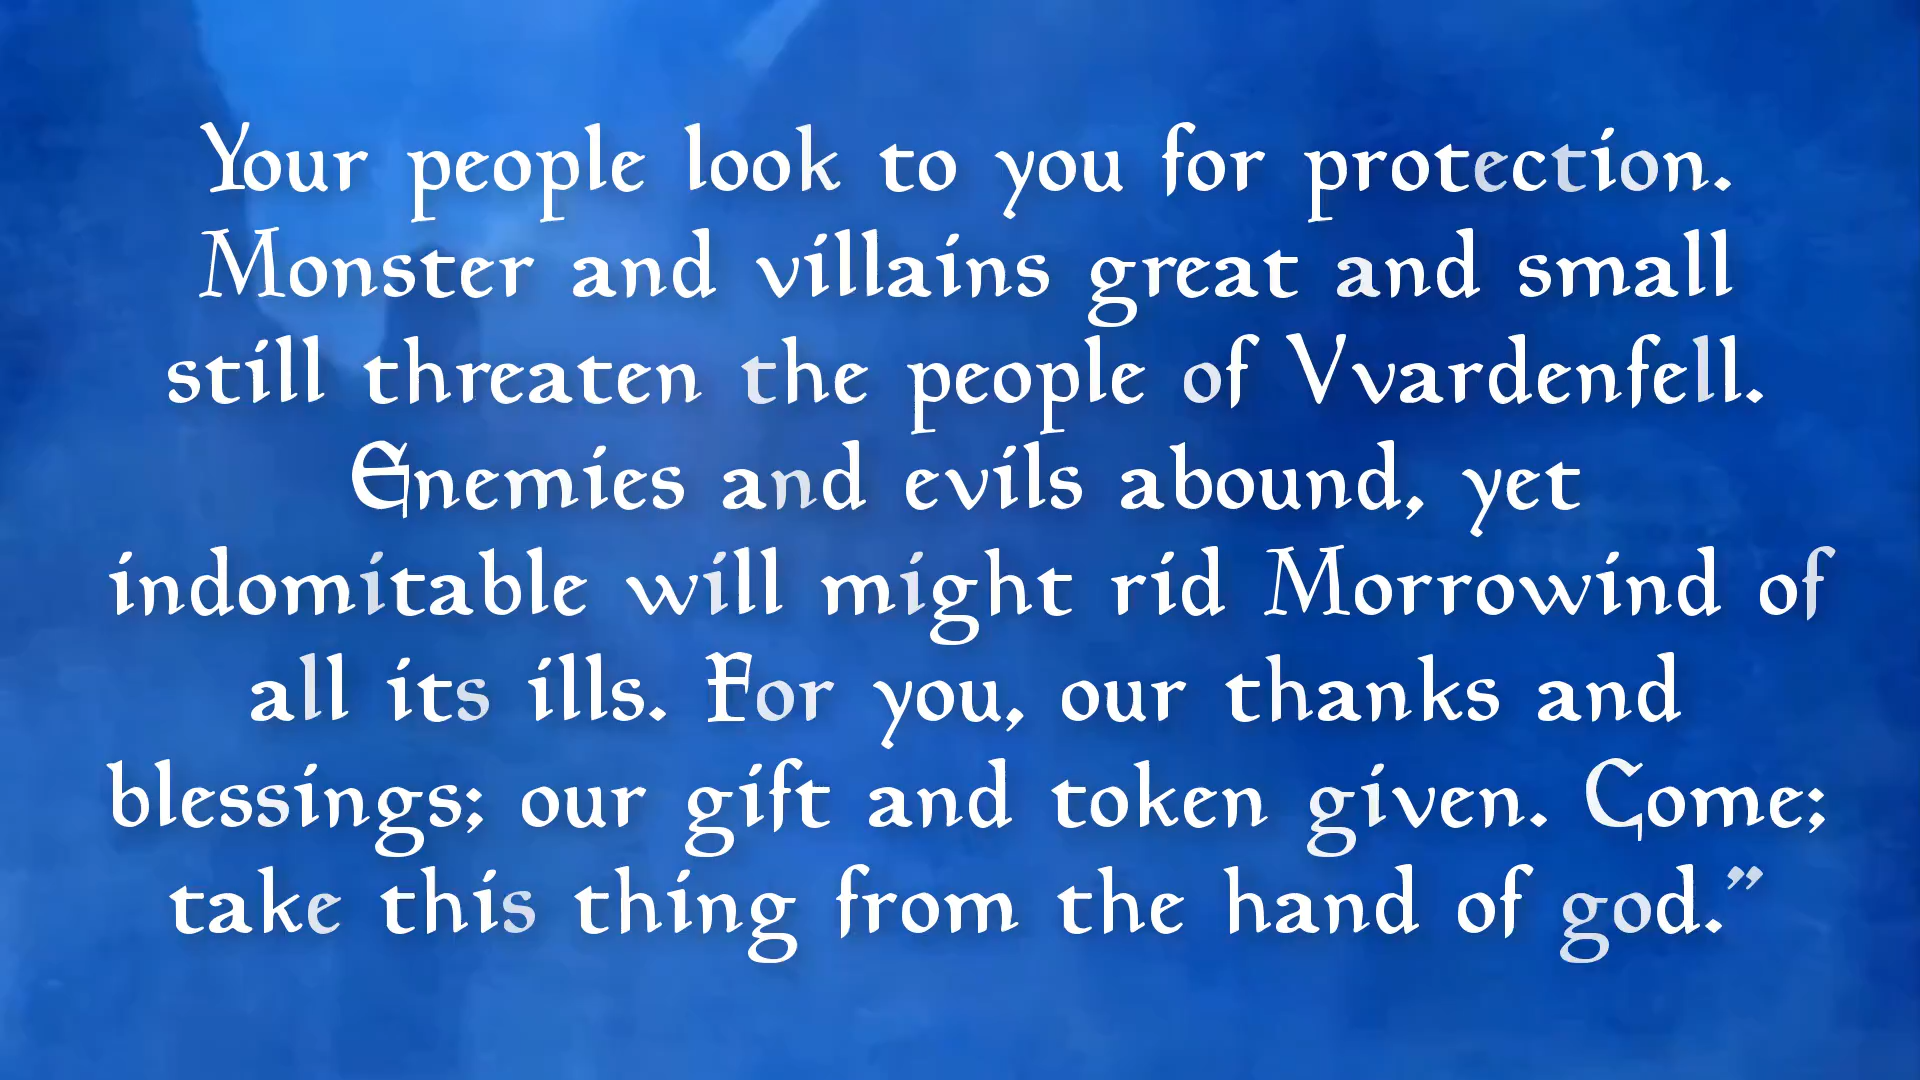 Your people look to you for protection.
Monster and villains great and small
still threaten the people of Vvardenfell.
Enemies and evils abound, yet
indomitable will might rid Morrowind of
all its ills. For you, our thanks and
blessings; our gift and token given. Come;
take this thing from the hand of god.”